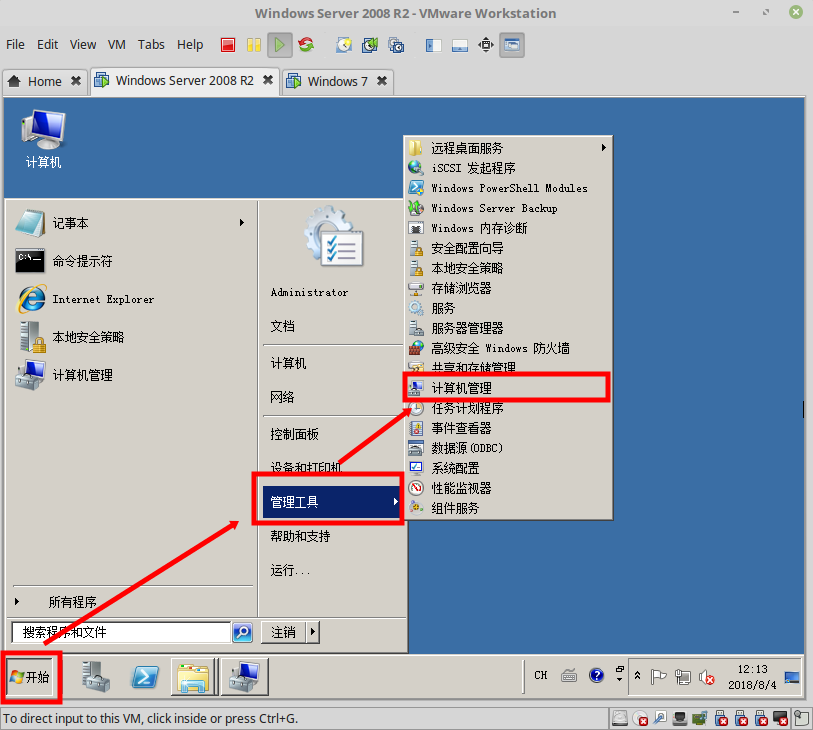 Windows Server 2008 R2 - VMware Workstation
File Edit View VM Tabs Help
Home Windows Server 2008 R2 Windows 7
计算机
记事本
C:\_
命令提示符
Internet Explorer
本地安全策略
计算机管理
所有程序
搜索程序和文件
Administrator
文档
计算机
网络
控制面板
设备和打印机
管理工具
帮助和支持
运行...
注销
远程桌面服务
iSCSI 发起程序
Windows PowerShell Modules
Windows Server Backup
Windows 内存诊断
安全配置向导
本地安全策略
存储浏览器
服务
服务器管理器
高级安全 Windows 防火墙
共享和存储管理
计算机管理
任务计划程序
事件查看器
数据源(ODBC)
系统配置
性能监视器
组件服务
开始
CH
12:13
2018/8/4
To direct input to this VM, click inside or press Ctrl+G.